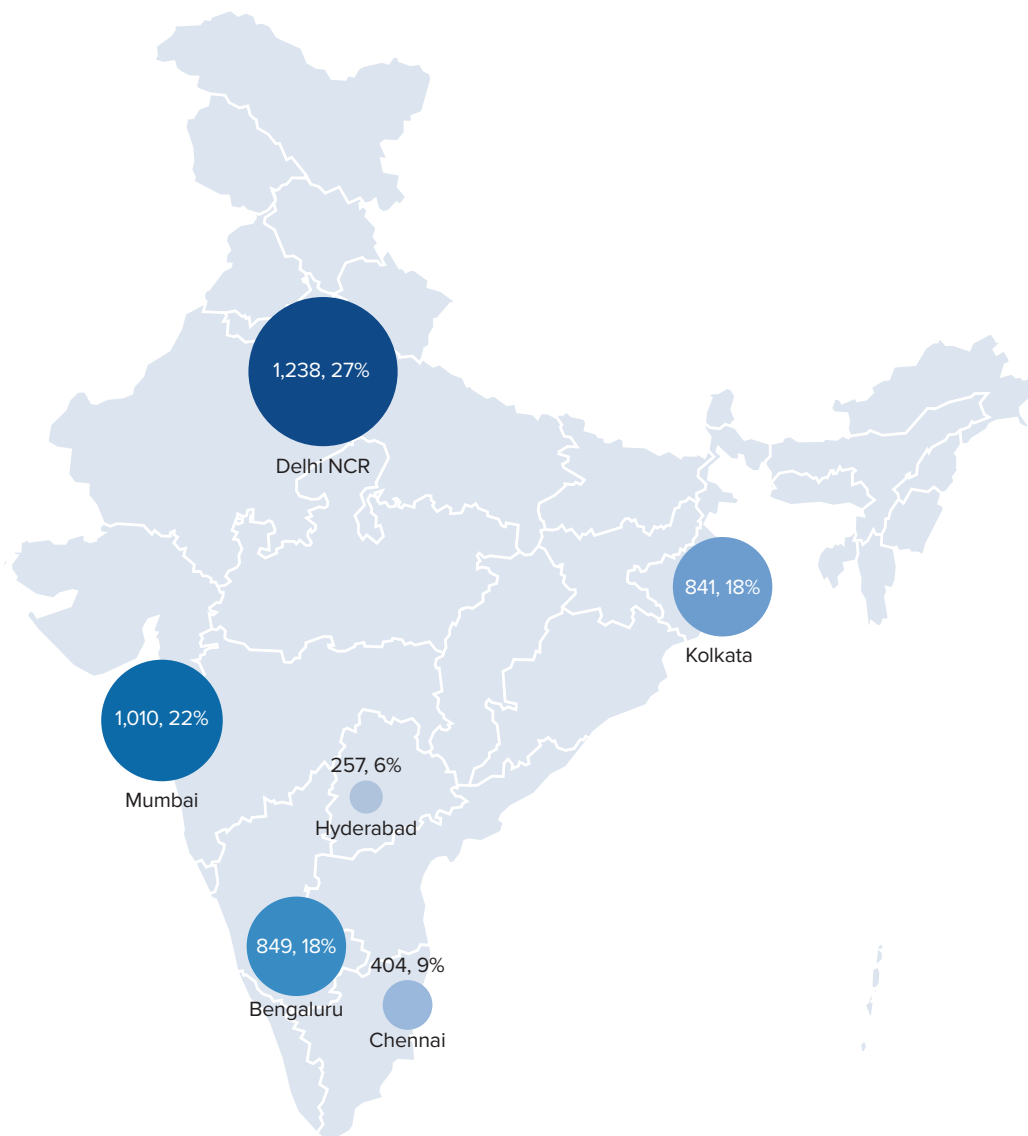 1,238, 27%
Delhi NCR
841, 18%
Kolkata
1,010, 22%
Mumbai
257, 6%
Hyderabad
849, 18%
Bengaluru
404, 9%
Chennai